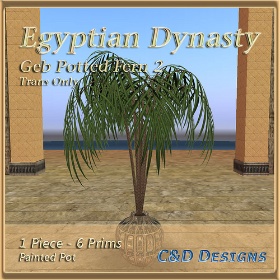 Egyptian Dynasty
Geb Potted Fern 2
Trans Only
1 Piece - 6 Prims
Painted Pot
C&D Designs